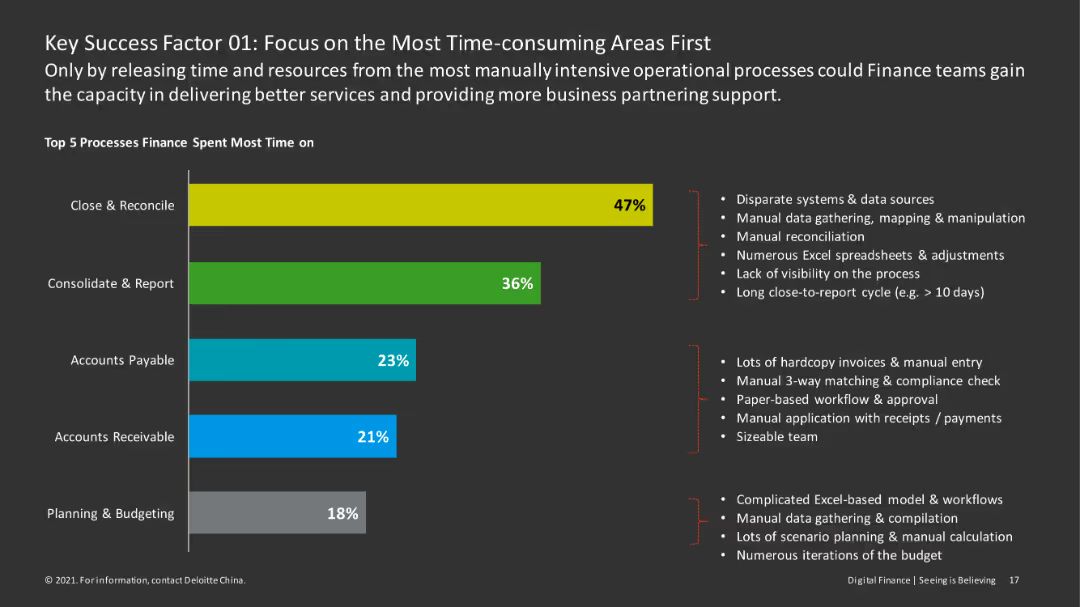 Key Success Factor 01: Focus on the Most Time-consuming Areas First
Only by releasing time and resources from the most manually intensive operational processes could Finance teams gain
the capacity in delivering better services and providing more business partnering support.
Top 5 Processes Finance Spent Most Time on
Close & Reconcile
47%
Consolidate & Report
36%
Accounts Payable
23%
Accounts Receivable
21%
Planning & Budgeting
18%
• Disparate systems & data sources
• Manual data gathering, mapping & manipulation
• Manual reconciliation
• Numerous Excel spreadsheets & adjustments
• Lack of visibility on the process
• Long close-to-report cycle (e.g. > 10 days)
• Lots of hardcopy invoices & manual entry
• Manual 3-way matching & compliance check
• Paper-based workflow & approval
• Manual application with receipts / payments
• Sizeable team
• Complicated Excel-based model & workflows
• Manual data gathering & compilation
• Lots of scenario planning & manual calculation
• Numerous iterations of the budget
© 2021. For information, contact Deloitte China.
Digital Finance | Seeing is Believing 17